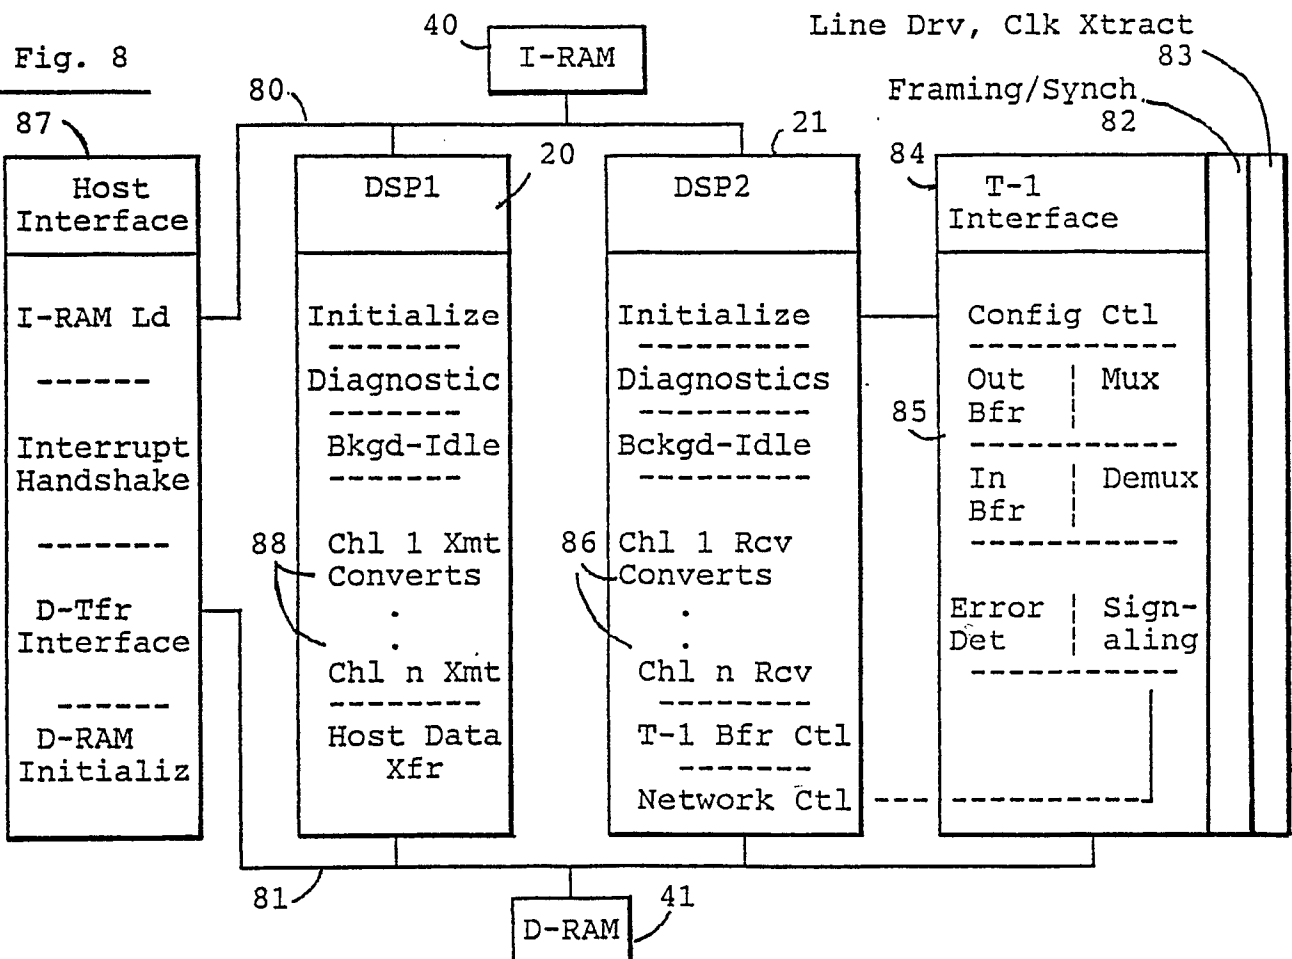 Fig. 8
40
I-RAM
Line Drv, Clk Xtract
83
Framing/Synch
82
87
80
20
21
84
Host
Interface
I-RAM Ld
Interrupt
Handshake
D-Tfr
Interface
D-RAM
Initializ
DSP1
Initialize
Diagnostic
Bkgd-Idle
88
Chl 1 Xmt
Converts
Chl n Xmt
Host Data
Xfr
DSP2
Initialize
Diagnostics
Bckgd-Idle
86
Chl 1 Rcv
Converts
Chl n Rcv
T-1 Bfr Ctl
Network Ctl
T-1
Interface
Config Ctl
85
Out Mux
Bfr
In Demux
Bfr
Error Sign-
Det aling
81
41
D-RAM